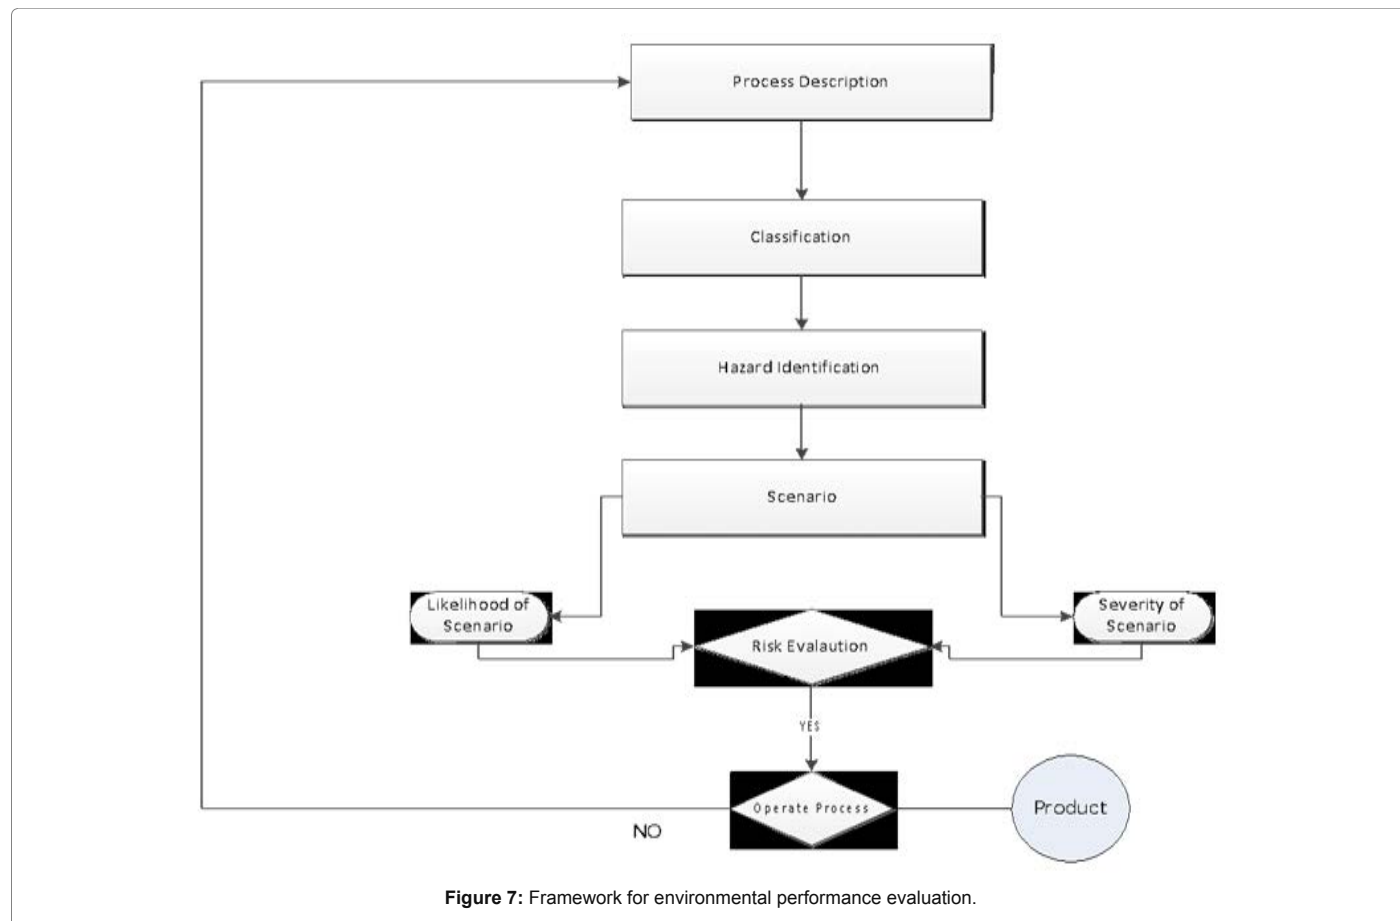 Process Description
Classification
Hazard Identification
Scenario
Likelihood of
Scenario
Severity of
Scenario
Risk Evalaution
YES
Operate Process
Product
NO
Figure 7: Framework for environmental performance evaluation.